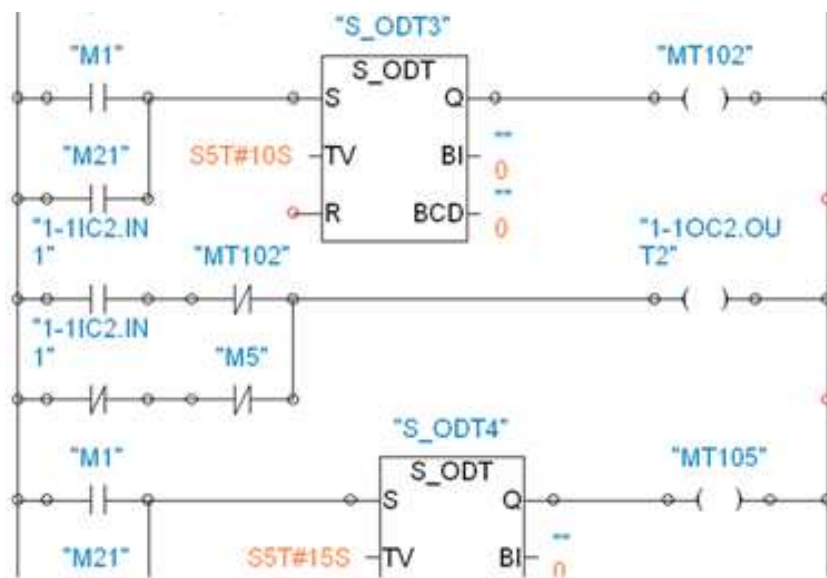 "S_ODT3"
"M1"
S_ODT
"MT102"
S
Q
"M21"
S5T#10S
TV
BI
""
0
R
BCD
""
0
"1-1IC2.IN
1"
"MT102"
"1-1OC2.OU
T2"
"1-1IC2.IN
1"
"M5"
"S_ODT4"
"M1"
S_ODT
"MT105"
S
Q
"M21"
S5T#15S
TV
BI
""
0